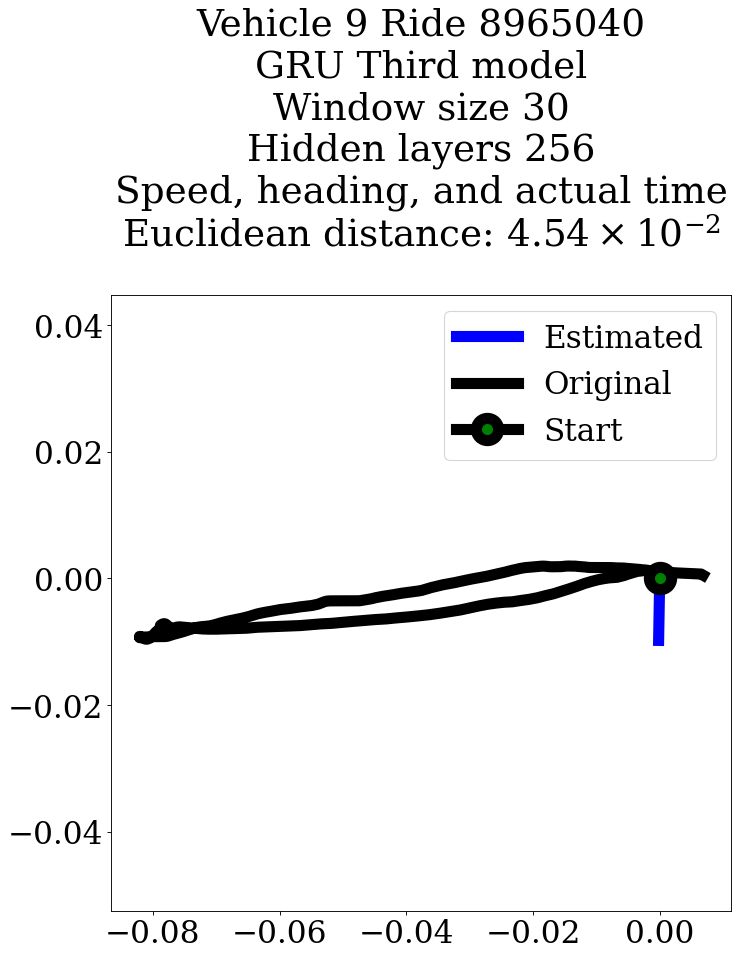 Vehicle 9 Ride 8965040
GRU Third model
Window size 30
Hidden layers 256
Speed, heading, and actual time
Euclidean distance: 4.54 × 10⁻²
Estimated
Original
Start
0.04
0.02
0.00
−0.02
−0.04
−0.08 −0.06 −0.04 −0.02 0.00